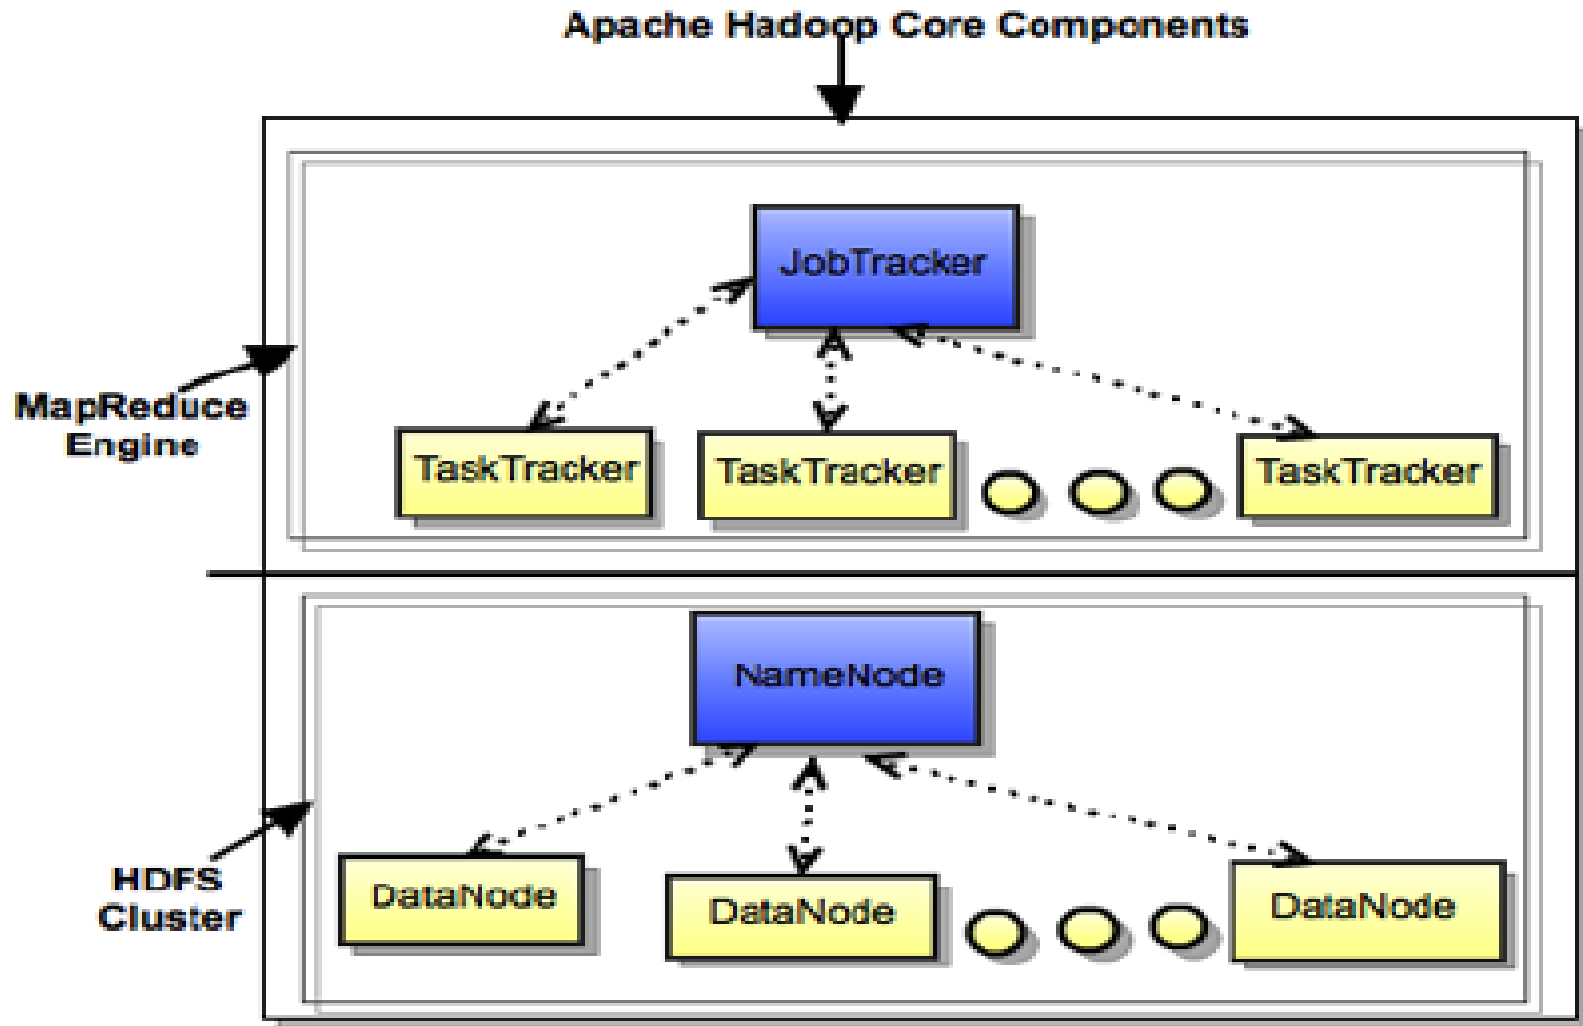 Apache Hadoop Core Components
JobTracker
MapReduce
Engine
TaskTracker
TaskTracker
TaskTracker
NameNode
HDFS
Cluster
DataNode
DataNode
DataNode